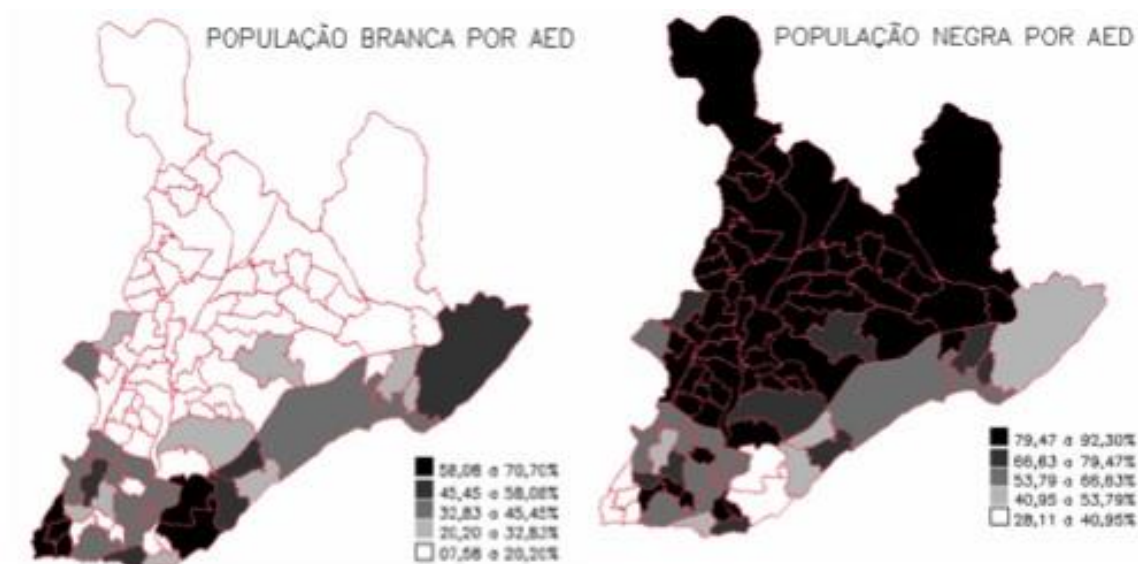 POPULAÇÃO BRANCA POR AED
58,08 a 70,70%
45,45 a 58,08%
32,83 a 45,45%
20,20 a 32,83%
07,58 a 20,20%
POPULAÇÃO NEGRA POR AED
79,47 a 92,30%
66,63 a 79,47%
53,79 a 66,63%
40,95 a 53,79%
28,11 a 40,95%